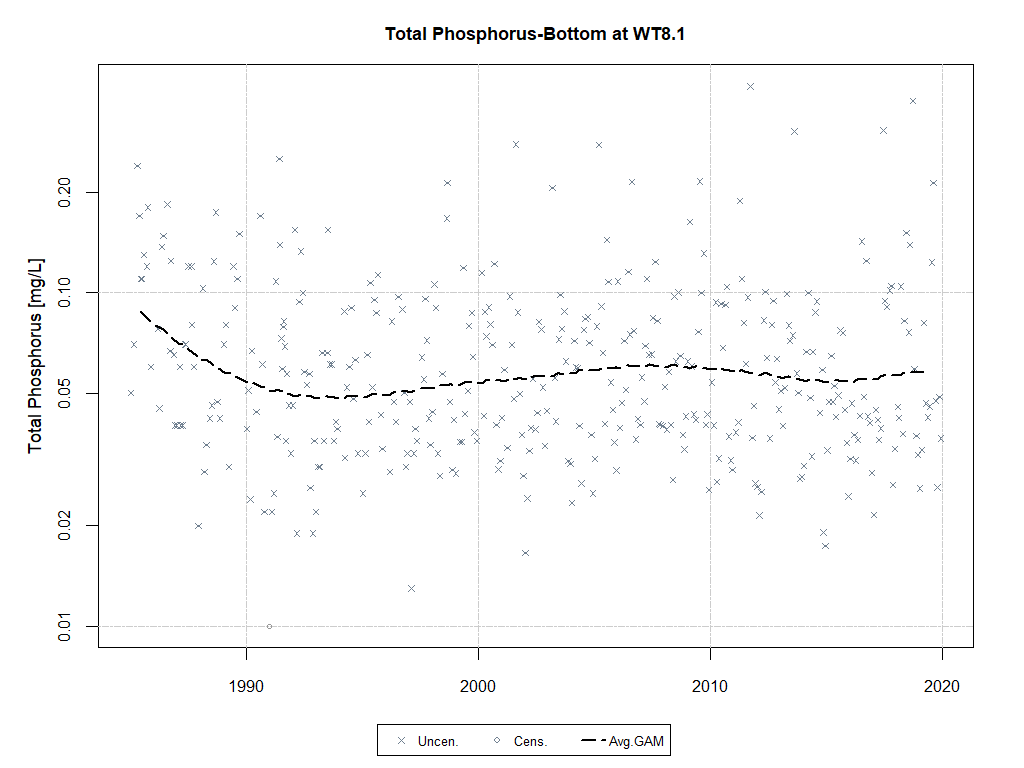 Total Phosphorus-Bottom at WT8.1
Total Phosphorus [mg/L]
0.20
0.10
0.05
0.02
0.01
1990 2000 2010 2020
Uncen. Cens. Avg.GAM